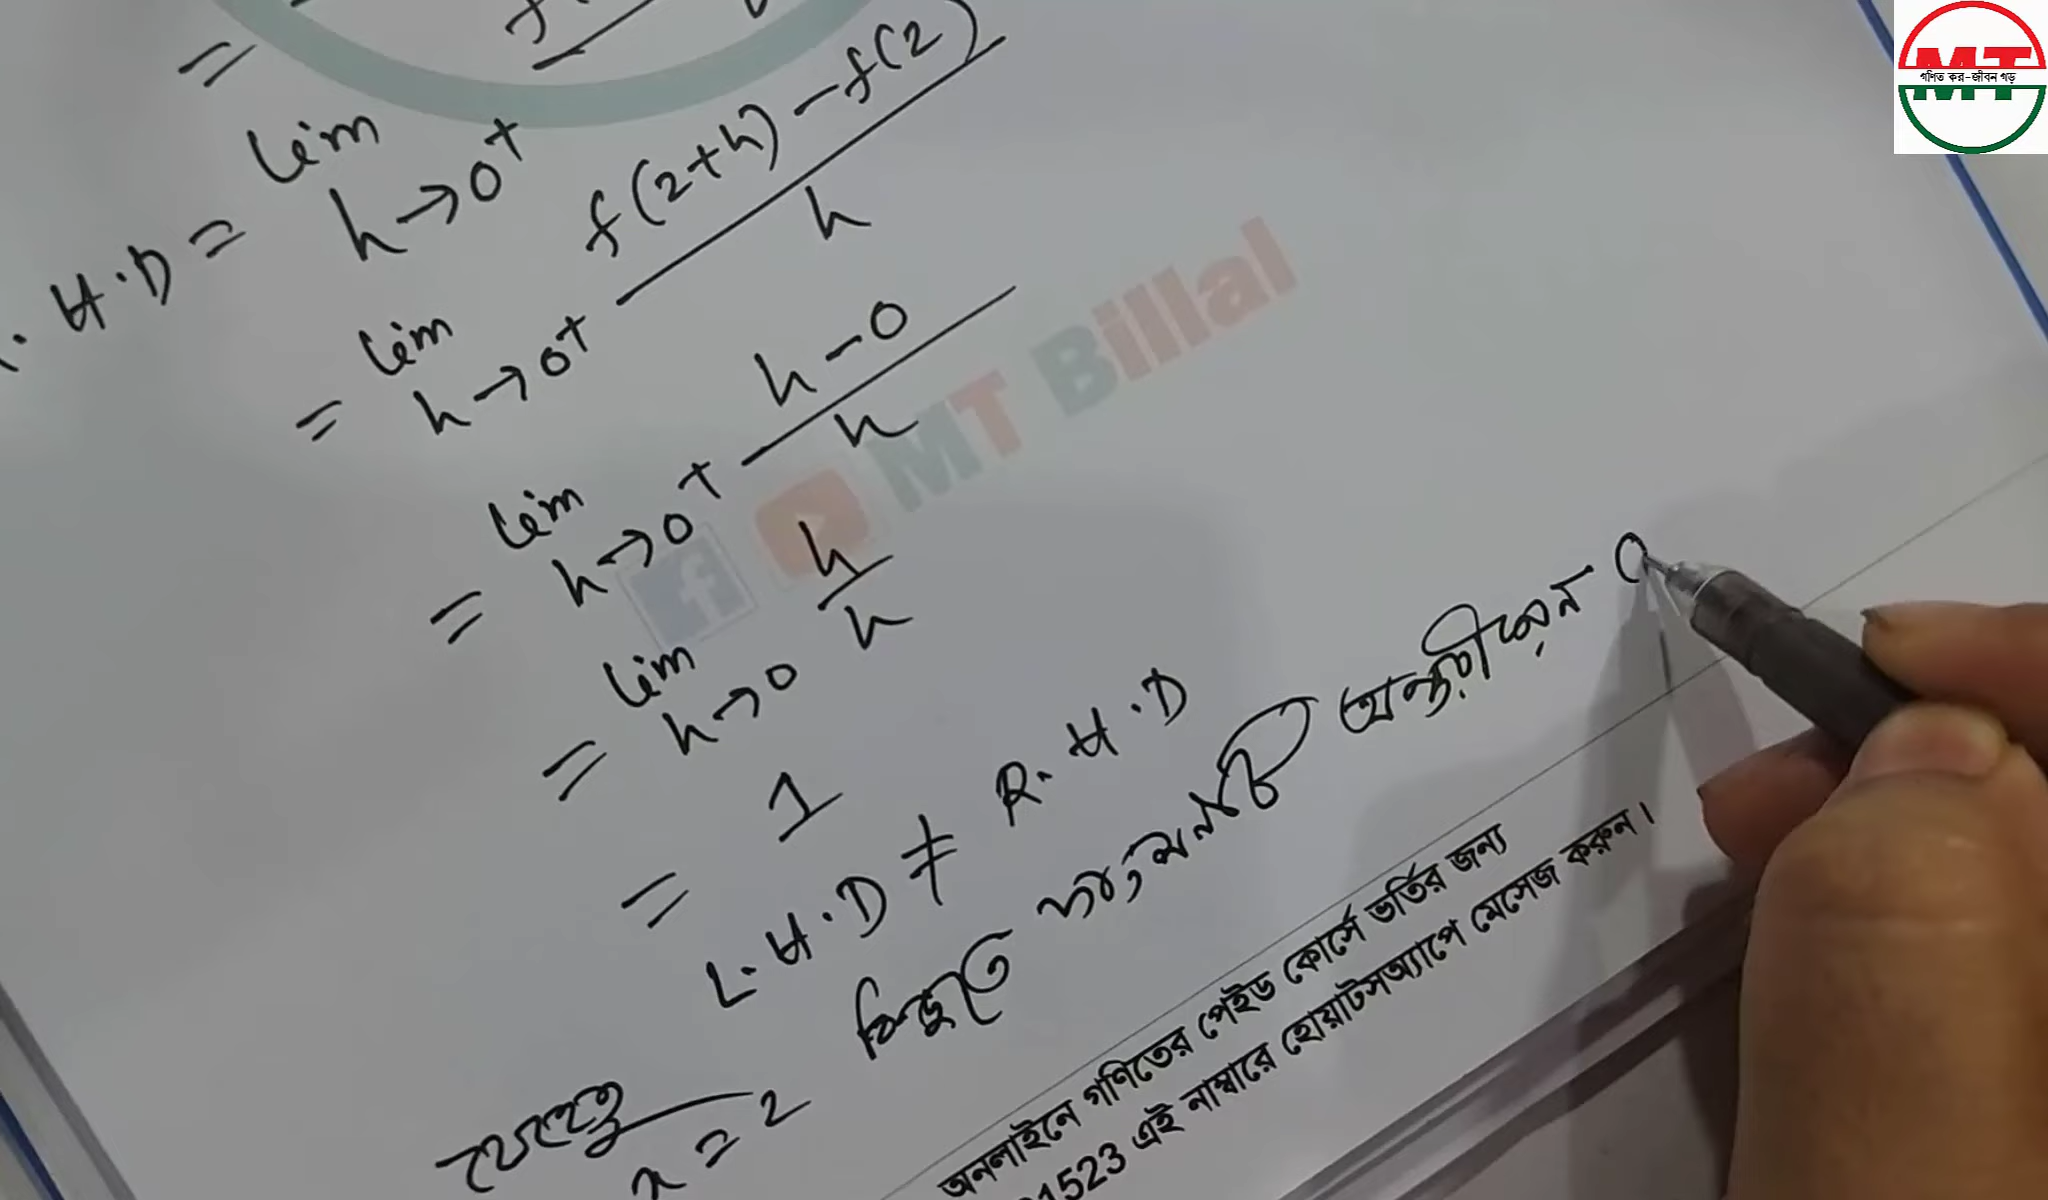 =
R.H.D = lim h→0+ f(2+h) – f(2) / h
= lim h→0+ h – 0 / h
= lim h→0+ h / h
= lim h→0
= 1
যেহেতু L.H.D ≠ R.H.D
x = 2 বিন্দুতে
অন্তরীকরন
অনলাইনে গণিতের পেইড কোর্সে ভর্তির জন্য
1523 এই নাম্বারে হোয়াটসঅ্যাপে মেসেজ করুন।
MT Billal
MT
গণিত কর-জীবন গড়